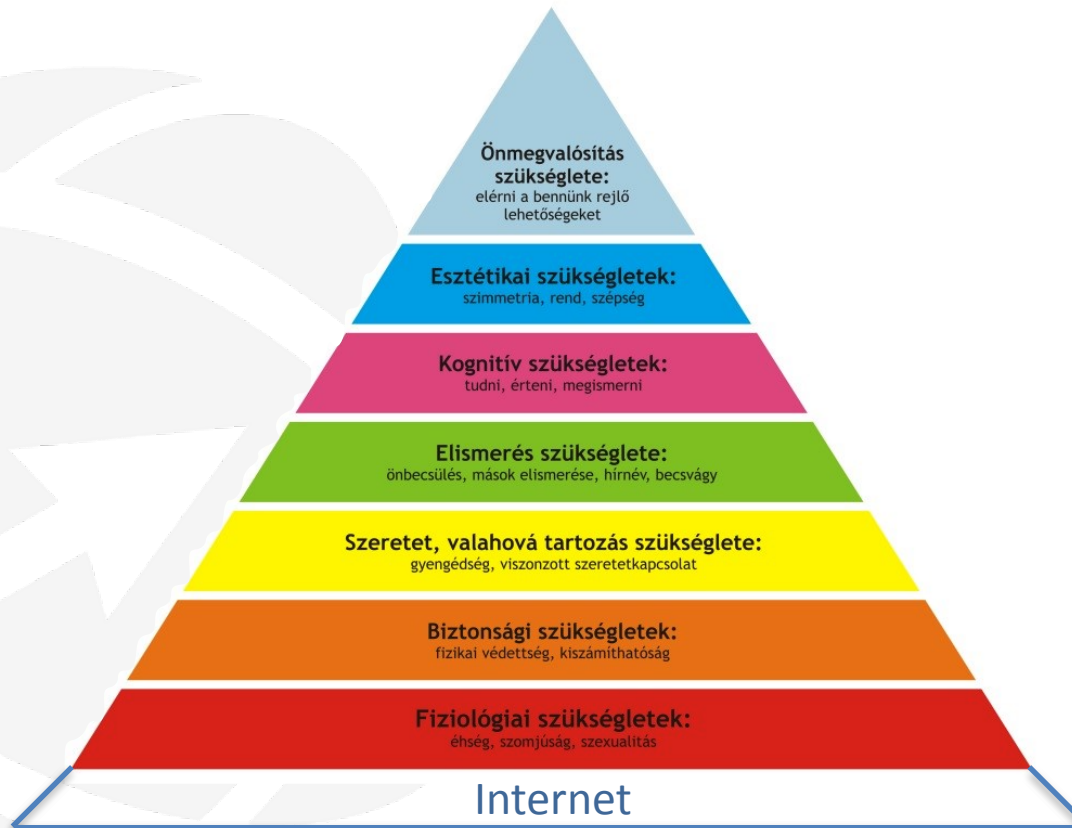 Önmegvalósítás
szükséglete:
elérni a bennünk rejlő
lehetőségeket
Esztétikai szükségletek:
szimmetria, rend, szépség
Kognitív szükségletek:
tudni, érteni, megismerni
Elismerés szükséglete:
önbecsülés, mások elismerése, hírnév, becsvágy
Szeretet, valahová tartozás szükséglete:
gyengédség, viszonzott szeretetkapcsolat
Biztonsági szükségletek:
fizikai védettség, kiszámíthatóság
Fiziológiai szükségletek:
éhség, szomjúság, szexualitás
Internet